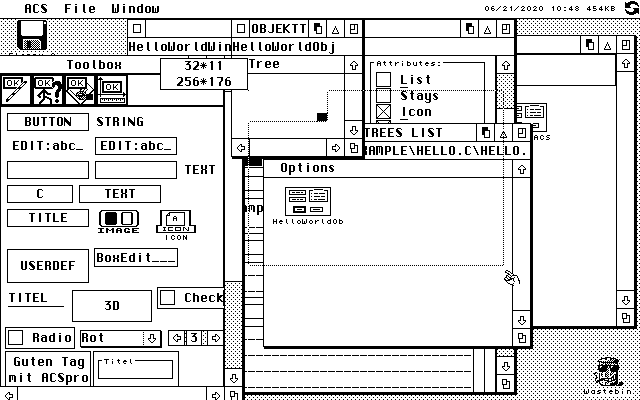 ACS File Window 06/21/2020 10:48 454KB
OBJEKTT
HelloWorldWin HelloWorldObj
Toolbox
32*11
256*176
Tree
Attributes:
List
Stays
Icon
OK OK OK OK
BUTTON STRING
EDIT:abc_ EDIT:abc_
TEXT
C TEXT
TITLE IMAGE ICON
USERDEF BoxEdit___
TITEL 3D Check
Radio Rot 3
Guten Tag
mit ACSpro
Titel
TREES LIST
AMPLE\HELLO.C\HELLO.
Options
HelloWorldOb
amp
ACS
Wastebin